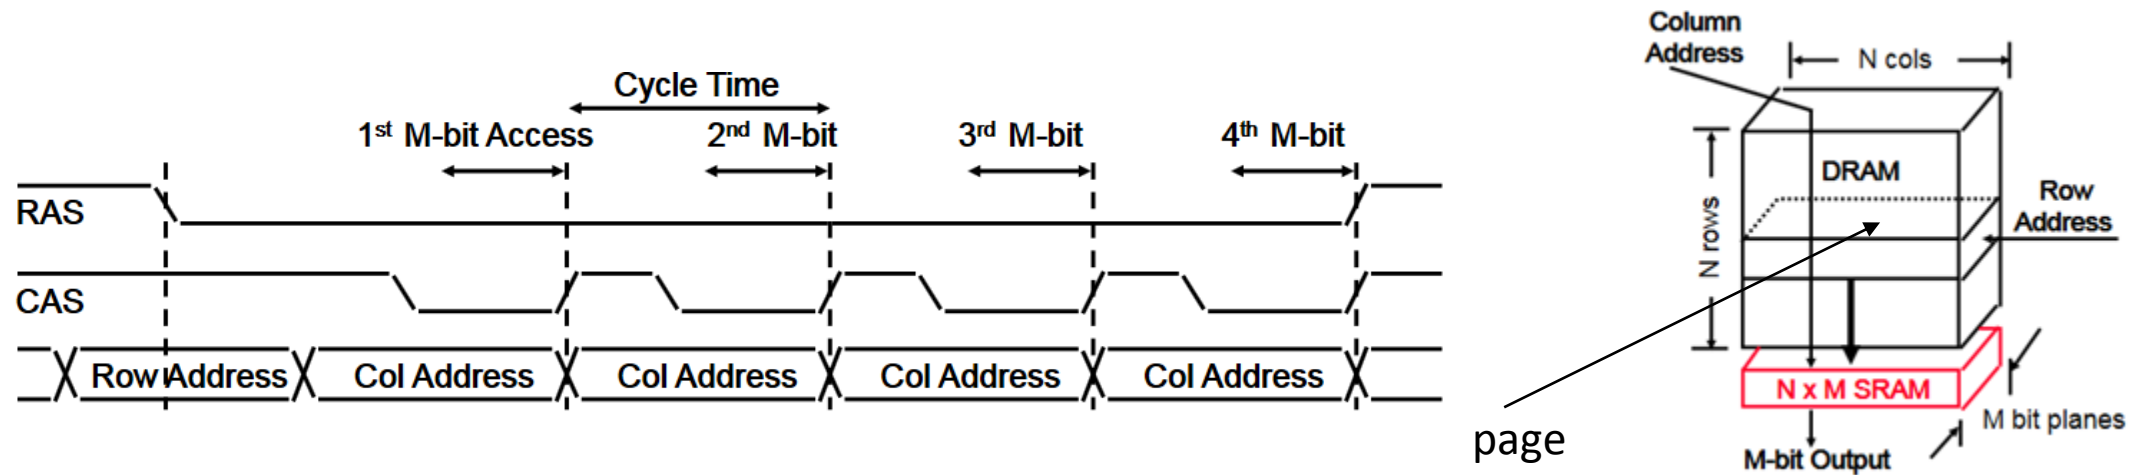 Cycle Time
1st M-bit Access
2nd M-bit
3rd M-bit
4th M-bit
RAS
CAS
Row Address
Col Address
Col Address
Col Address
Col Address
page
Column
Address
N cols
DRAM
N rows
Row
Address
N x M SRAM
M bit planes
M-bit Output